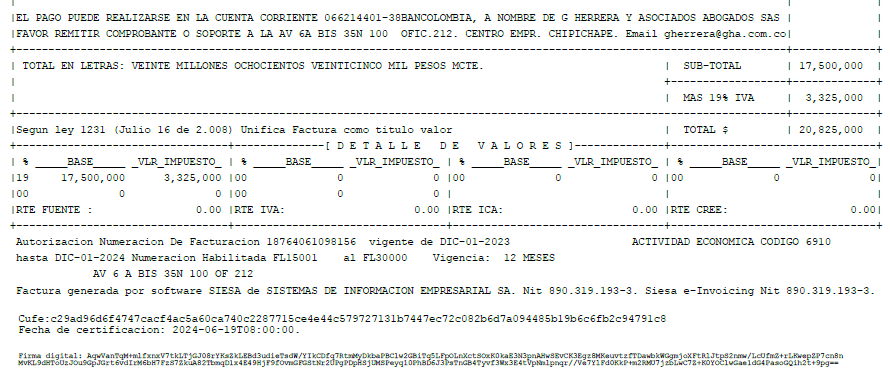 EL PAGO PUEDE REALIZARSE EN LA CUENTA CORRIENTE 066214401-38BANCOLOMBIA, A NOMBRE DE G HERRERA Y ASOCIADOS ABOGADOS SAS
FAVOR REMITIR COMPROBANTE O SOPORTE A LA AV 6A BIS 35N 100 OFIC.212. CENTRO EMPR. CHIPICHAPE. Email gherrera@gha.com.co
TOTAL EN LETRAS: VEINTE MILLONES OCHOCIENTOS VEINTICINCO MIL PESOS MCTE. | SUB-TOTAL | 17,500,000
MAS 19% IVA | 3,325,000
Segun ley 1231 (Julio 16 de 2.008) Unifica Factura como titulo valor | TOTAL $ | 20,825,000
[ D E T A L L E D E V A L O R E S ]
| % _____BASE_____ _VLR_IMPUESTO_ | % _____BASE_____ _VLR_IMPUESTO_ | % _____BASE_____ _VLR_IMPUESTO_ | % _____BASE_____ _VLR_IMPUESTO_|
|19 17,500,000 3,325,000 |00 0 0 |00 0 0 |00 0 0|
|00 0 0 |00 0 0 | | |
|RTE FUENTE : 0.00 |RTE IVA: 0.00 |RTE ICA: 0.00 |RTE CREE: 0.00|
Autorizacion Numeracion De Facturacion 18764061098156 vigente de DIC-01-2023 ACTIVIDAD ECONOMICA CODIGO 6910
hasta DIC-01-2024 Numeracion Habilitada FL15001 al FL30000 Vigencia: 12 MESES
AV 6 A BIS 35N 100 OF 212
Factura generada por software SIESA de SISTEMAS DE INFORMACION EMPRESARIAL SA. Nit 890.319.193-3. Siesa e-Invoicing Nit 890.319.193-3.
Cufe:c29ad96d6f4747cacf4ac5a60ca740c2287715ce4e44c579727131b7447ec72c082b6d7a094485b19b6c6fb2c94791c8
Fecha de certificacion: 2024-06-19T08:00:00.
Firma digital: